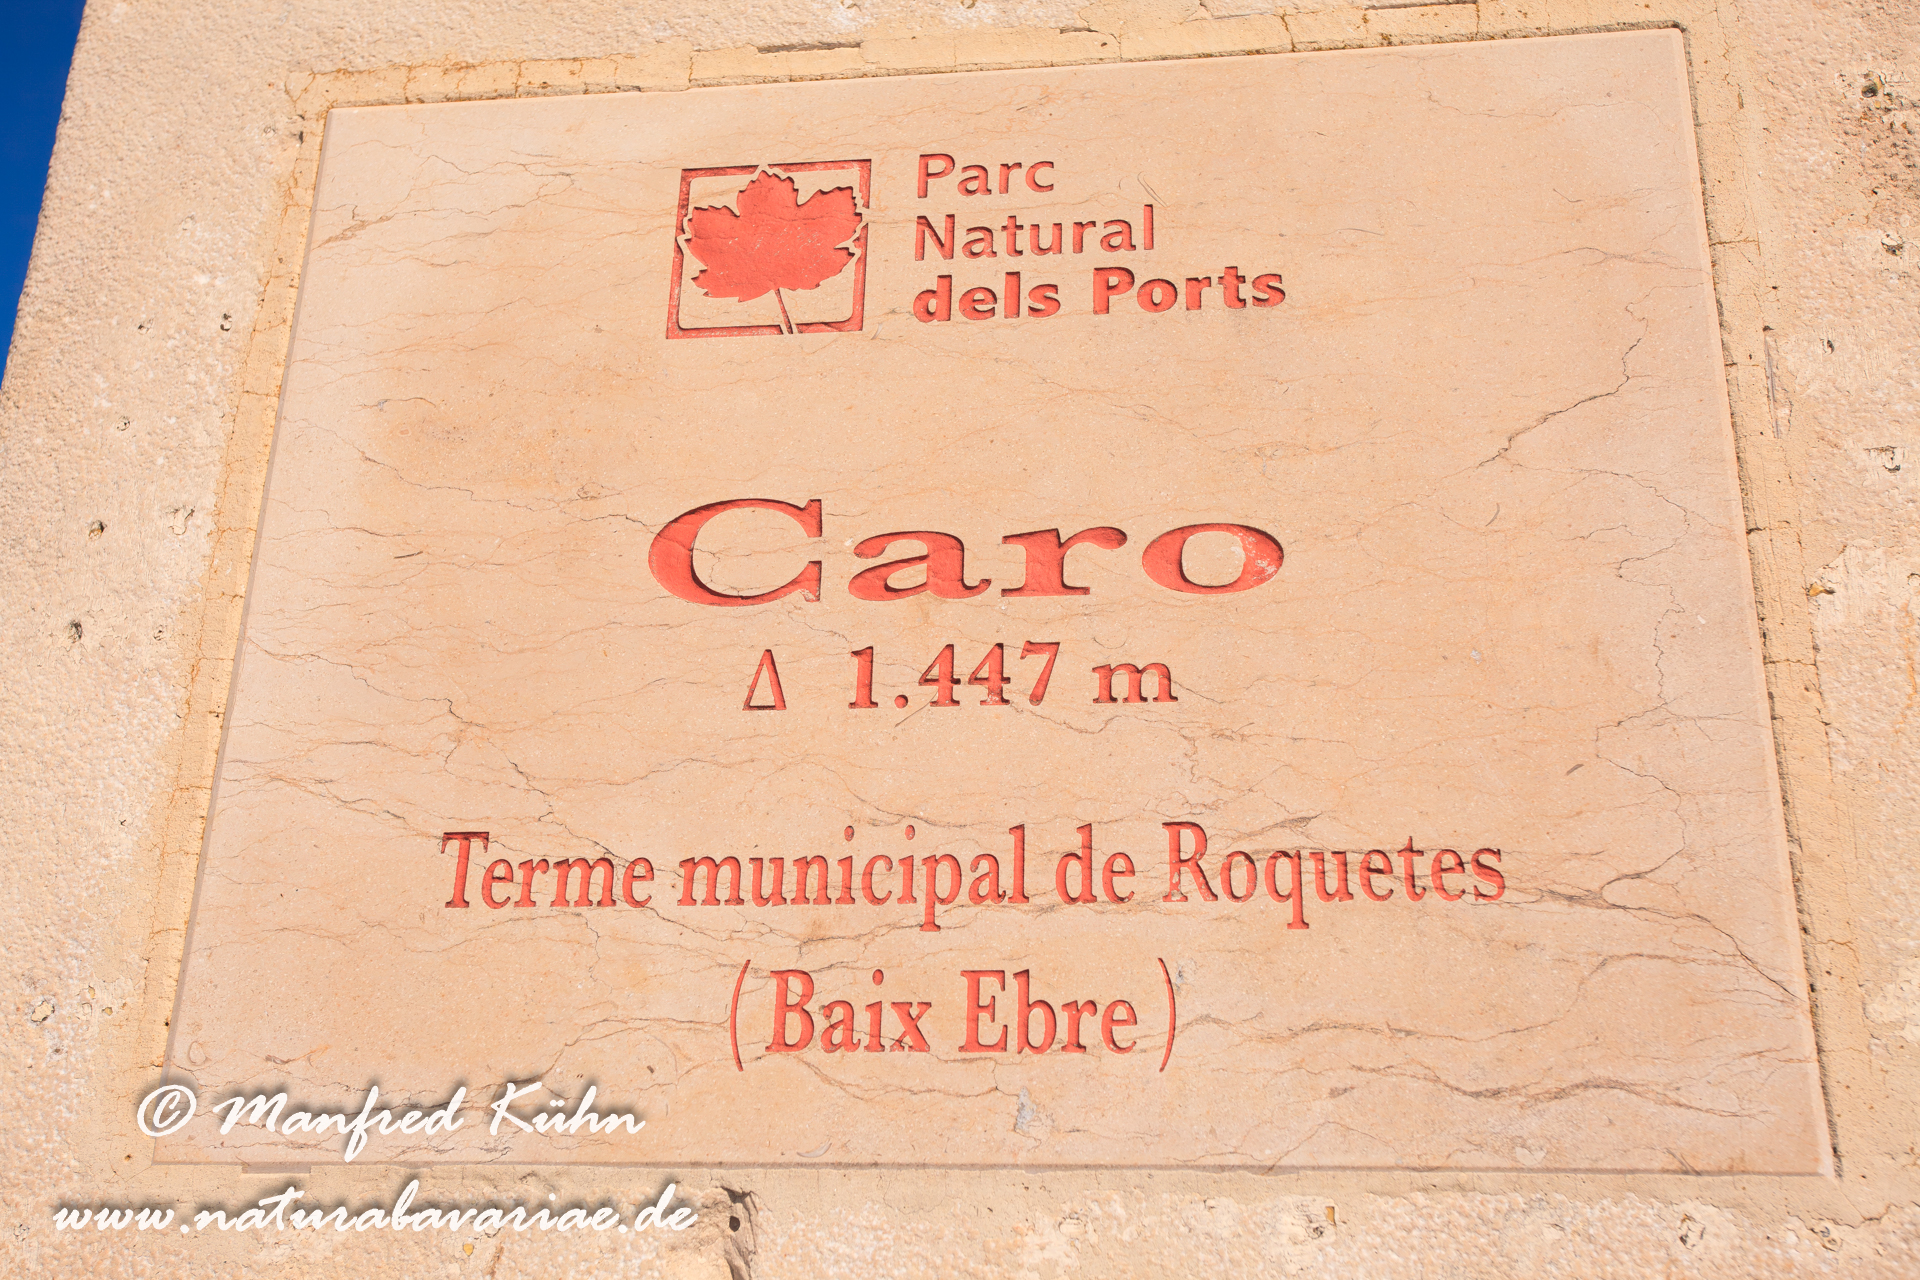 Parc
Natural
dels Ports
Caro
Δ 1.447 m
Terme municipal de Roquetes
(Baix Ebre)
© Manfred Kühn
www.naturabavariae.de